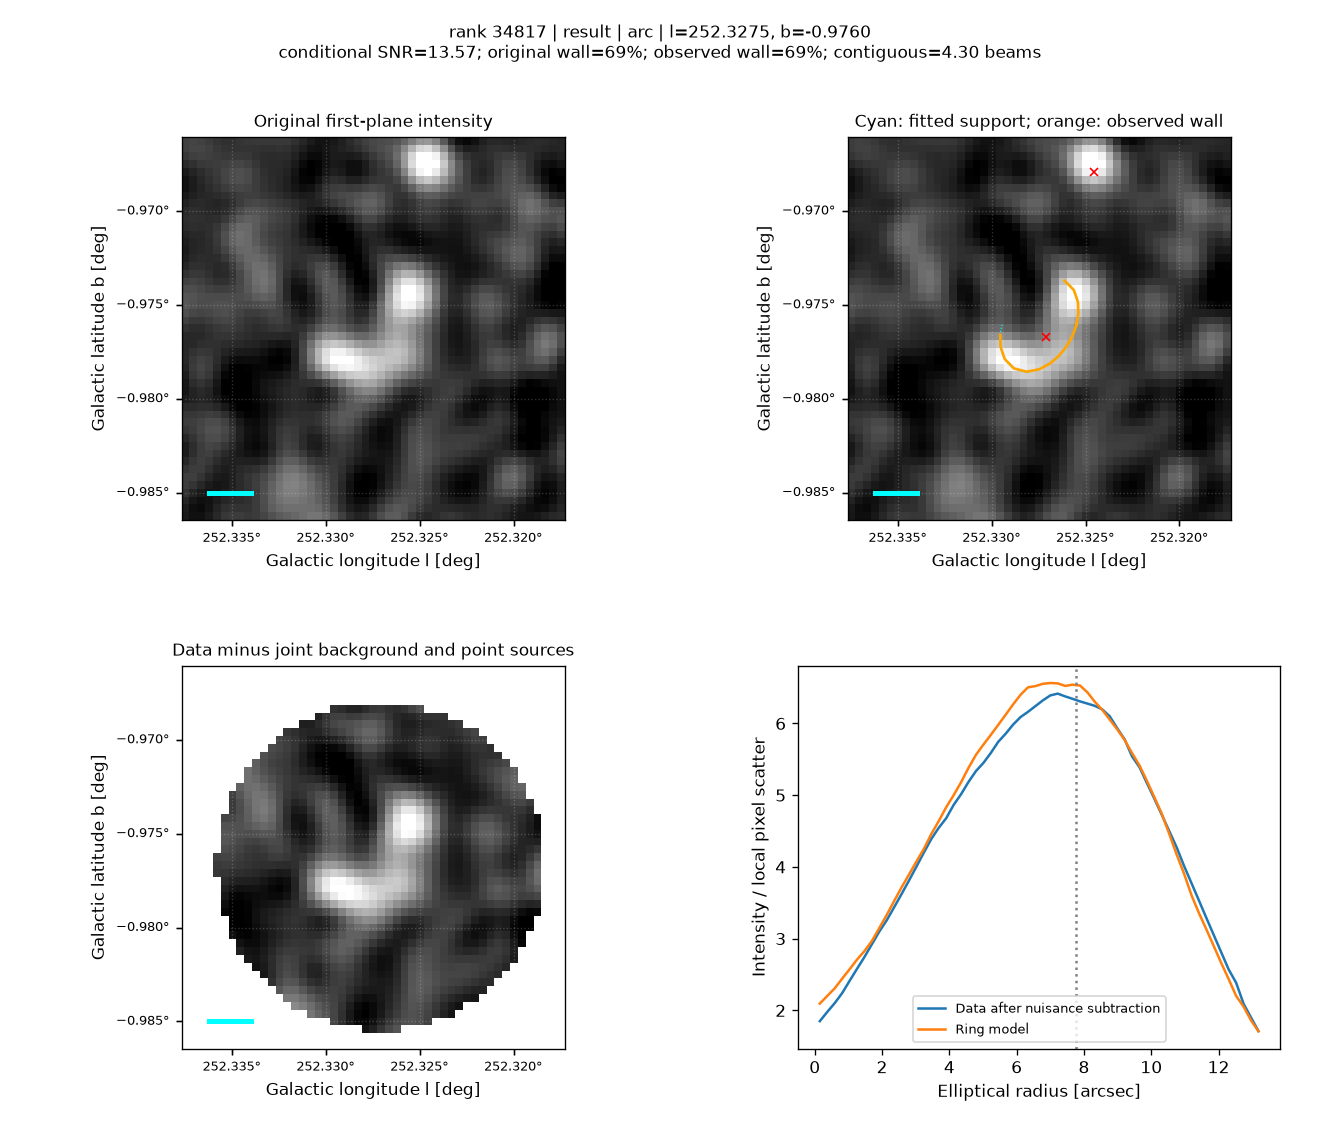 rank 34817 | result | arc | l=252.3275, b=-0.9760
conditional SNR=13.57; original wall=69%; observed wall=69%; contiguous=4.30 beams
Original first-plane intensity
−0.970°
−0.975°
−0.980°
−0.985°
252.335°
252.330°
252.325°
252.320°
Galactic longitude l [deg]
Galactic latitude b [deg]
Cyan: fitted support; orange: observed wall
−0.970°
−0.975°
−0.980°
−0.985°
252.335°
252.330°
252.325°
252.320°
Galactic longitude l [deg]
Galactic latitude b [deg]
Data minus joint background and point sources
−0.970°
−0.975°
−0.980°
−0.985°
252.335°
252.330°
252.325°
252.320°
Galactic longitude l [deg]
Galactic latitude b [deg]
6
5
4
3
2
0
2
4
6
8
10
12
Elliptical radius [arcsec]
Intensity / local pixel scatter
Data after nuisance subtraction
Ring model